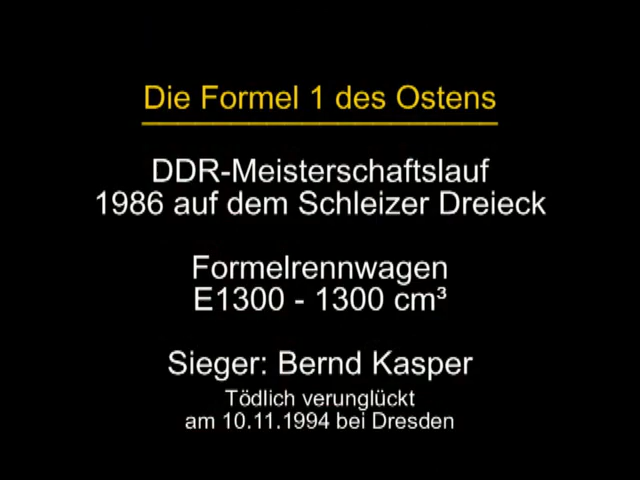 Die Formel 1 des Ostens
DDR-Meisterschaftslauf
1986 auf dem Schleizer Dreieck
Formelrennwagen
E1300 - 1300 cm³
Sieger: Bernd Kasper
Tödlich verunglückt
am 10.11.1994 bei Dresden